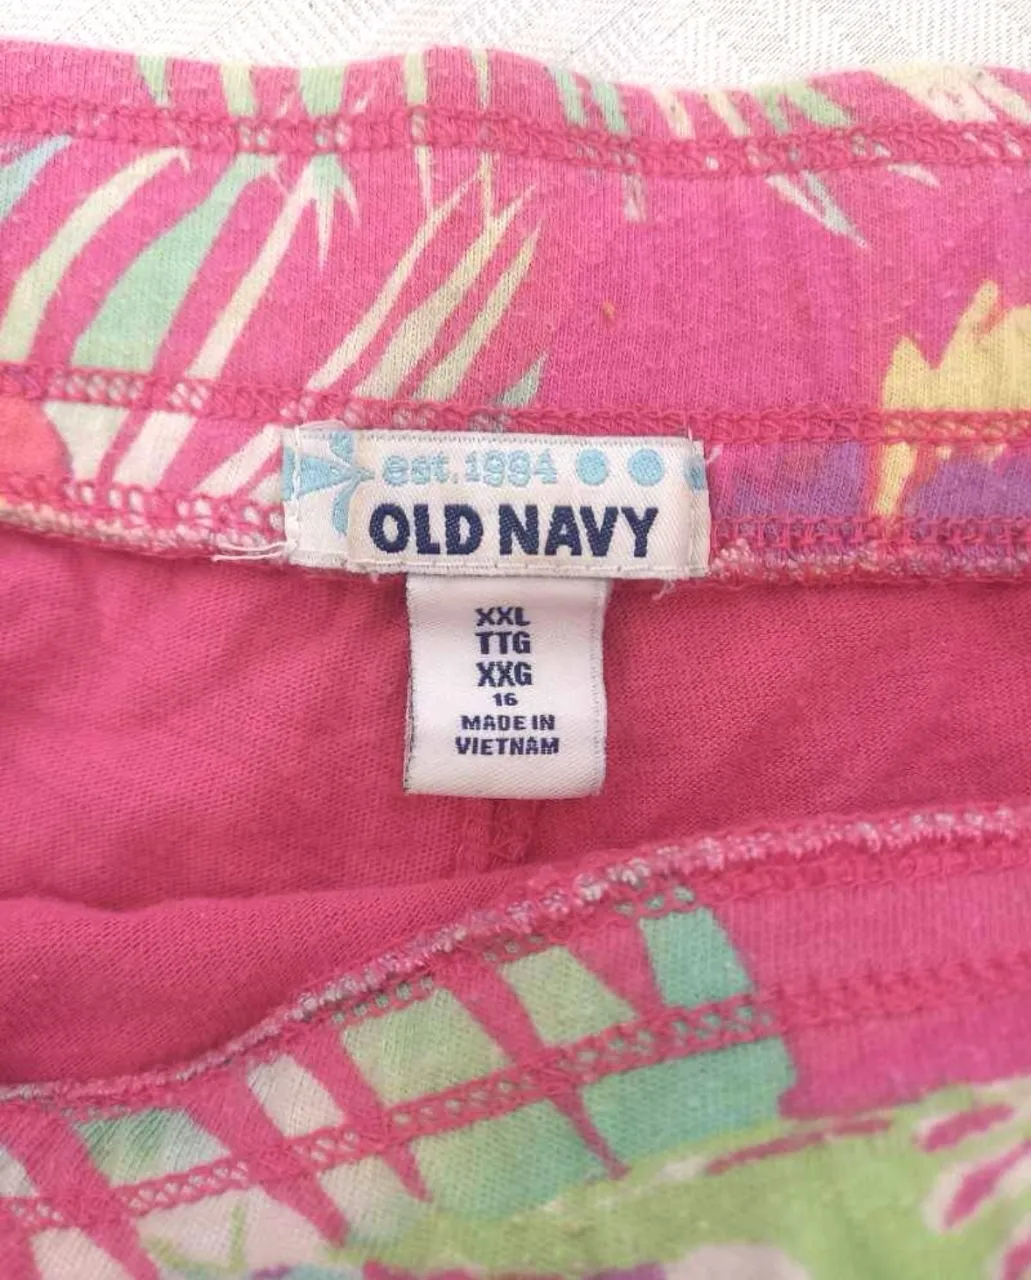 est.1994
OLD NAVY
XXL
TTG
XXG
16
MADE IN
VIETNAM